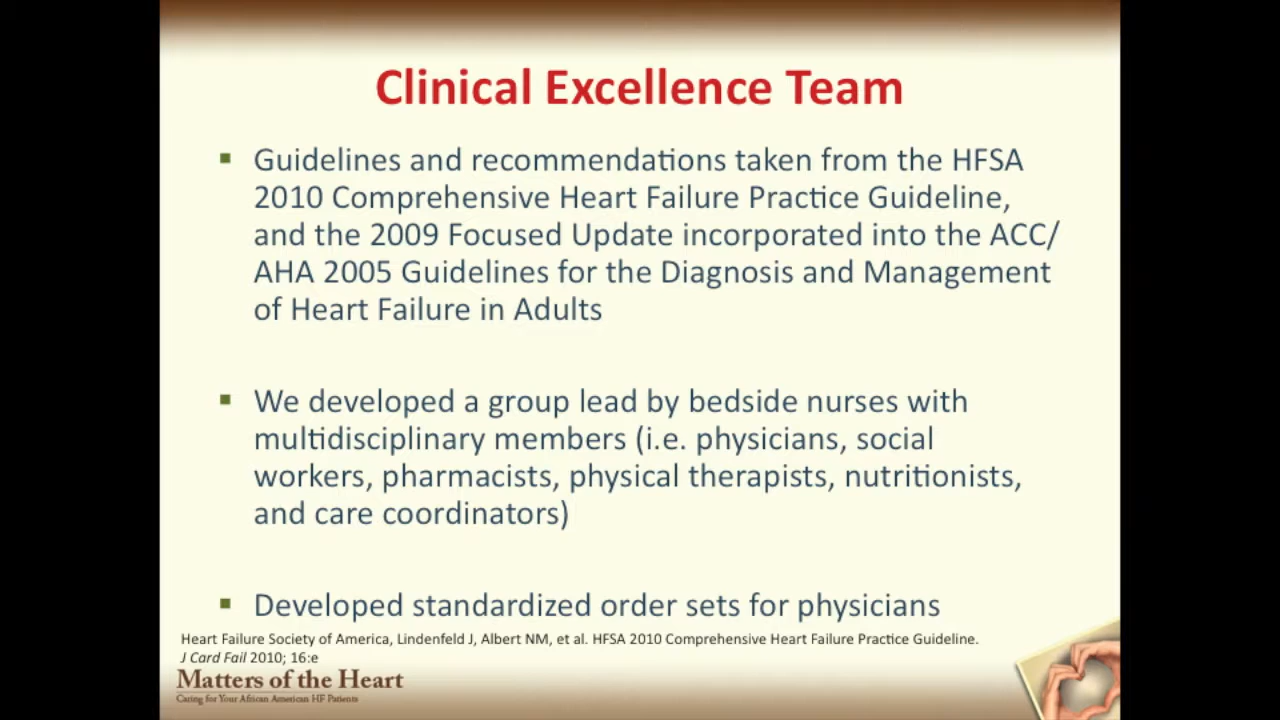 Clinical Excellence Team
▪ Guidelines and recommendations taken from the HFSA
2010 Comprehensive Heart Failure Practice Guideline,
and the 2009 Focused Update incorporated into the ACC/
AHA 2005 Guidelines for the Diagnosis and Management
of Heart Failure in Adults
▪ We developed a group lead by bedside nurses with
multidisciplinary members (i.e. physicians, social
workers, pharmacists, physical therapists, nutritionists,
and care coordinators)
▪ Developed standardized order sets for physicians
Heart Failure Society of America, Lindenfeld J, Albert NM, et al. HFSA 2010 Comprehensive Heart Failure Practice Guideline.
J Card Fail 2010; 16:e
Matters of the Heart
Caring for Your African American HF Patients